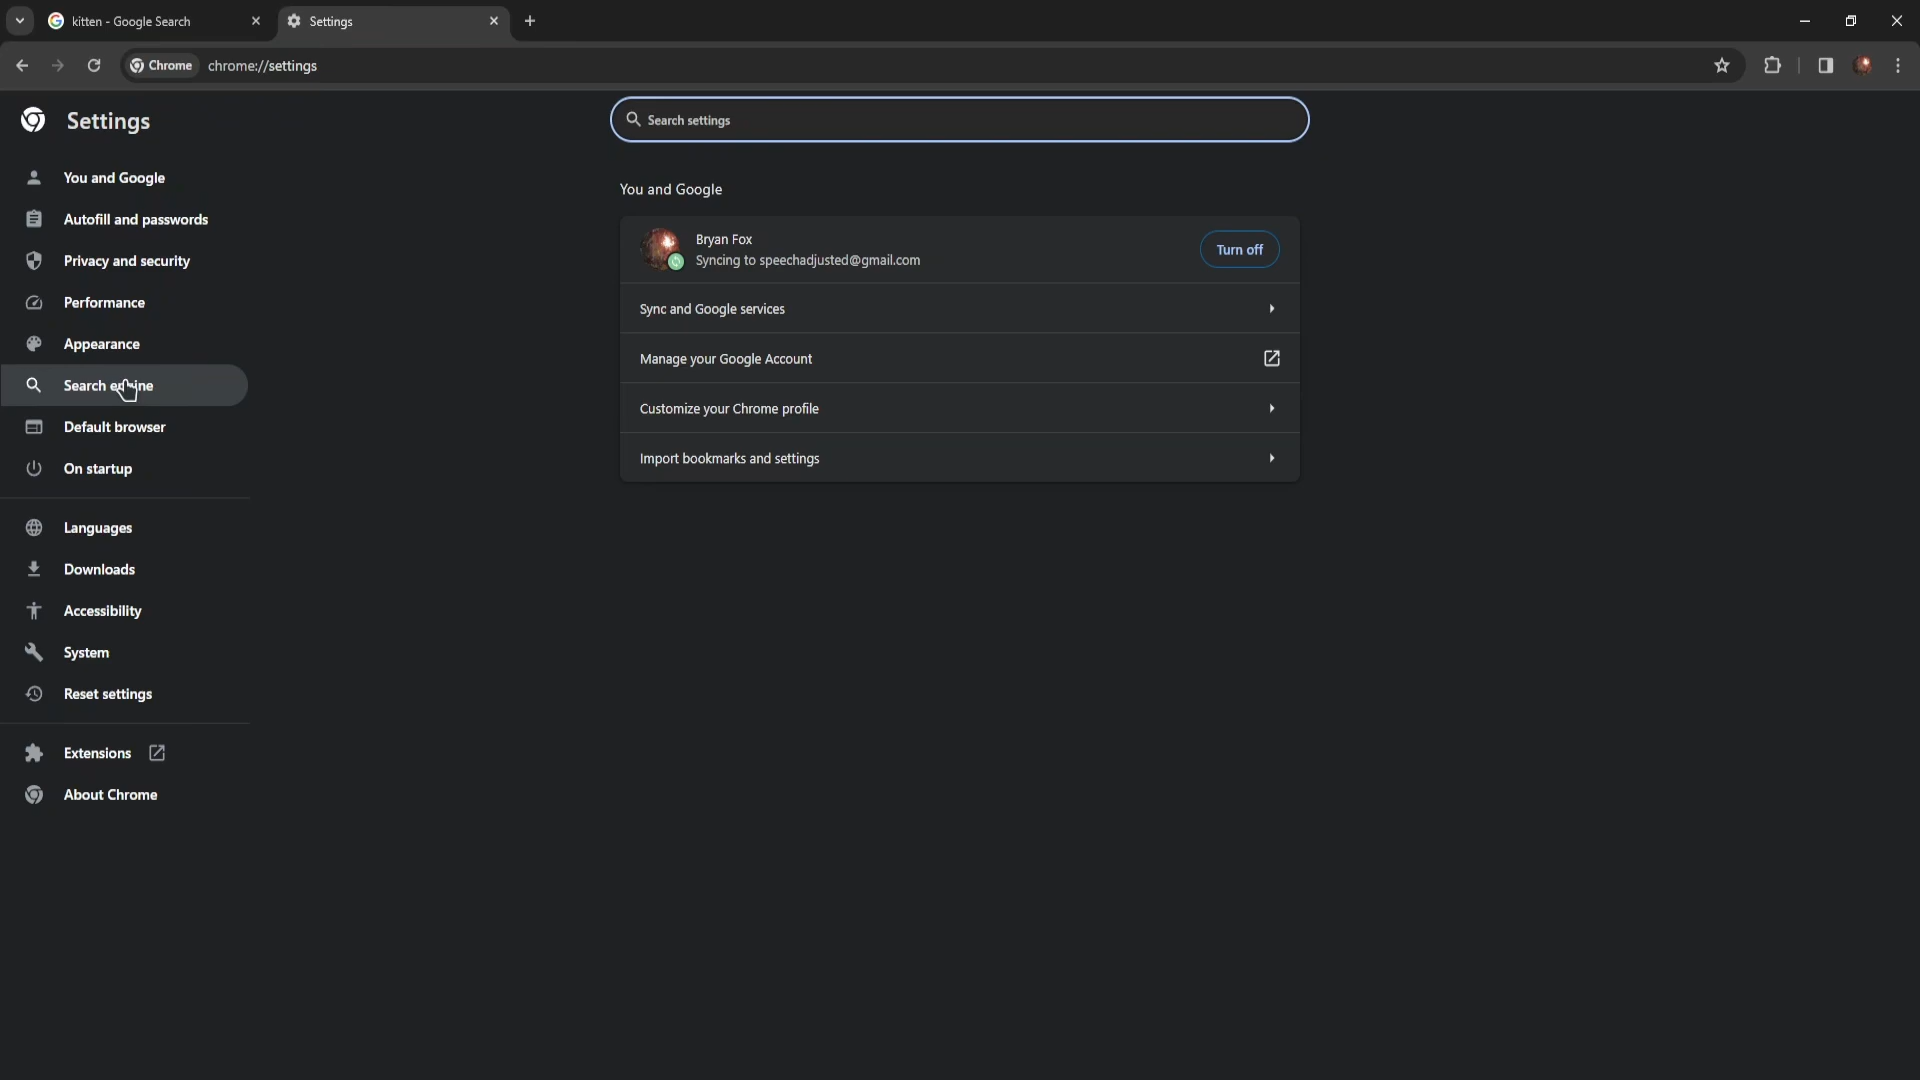 kitten - Google Search
Settings
Chrome
chrome://settings
Settings
Search settings
You and Google
Autofill and passwords
Privacy and security
Performance
Appearance
Search engine
Default browser
On startup
Languages
Downloads
Accessibility
System
Reset settings
Extensions
About Chrome
You and Google
Bryan Fox
Syncing to speechadjusted@gmail.com
Turn off
Sync and Google services
Manage your Google Account
Customize your Chrome profile
Import bookmarks and settings